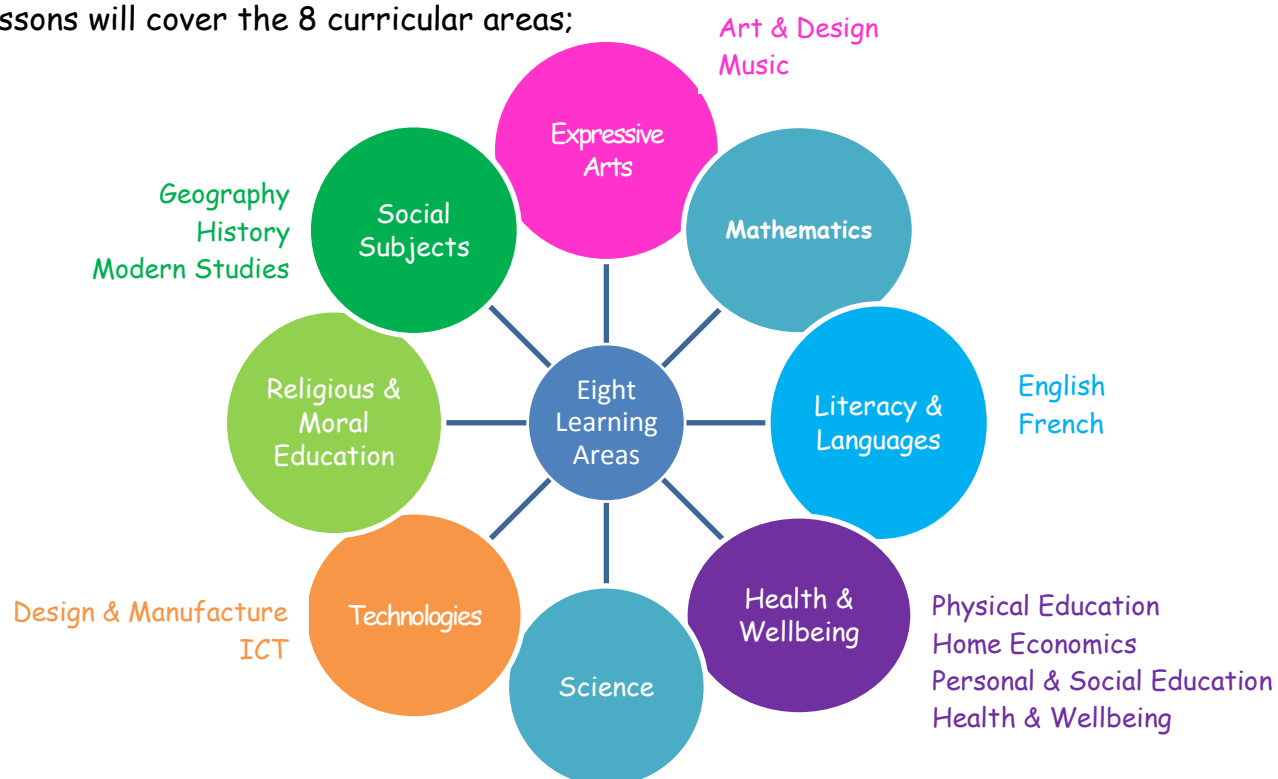 ssons will cover the 8 curricular areas;
Art & Design
Music
Expressive
Arts
Mathematics
Social
Subjects
Geography
History
Modern Studies
Religious &
Moral
Education
Eight
Learning
Areas
Literacy &
Languages
English
French
Technologies
Design & Manufacture
ICT
Science
Health &
Wellbeing
Physical Education
Home Economics
Personal & Social Education
Health & Wellbeing